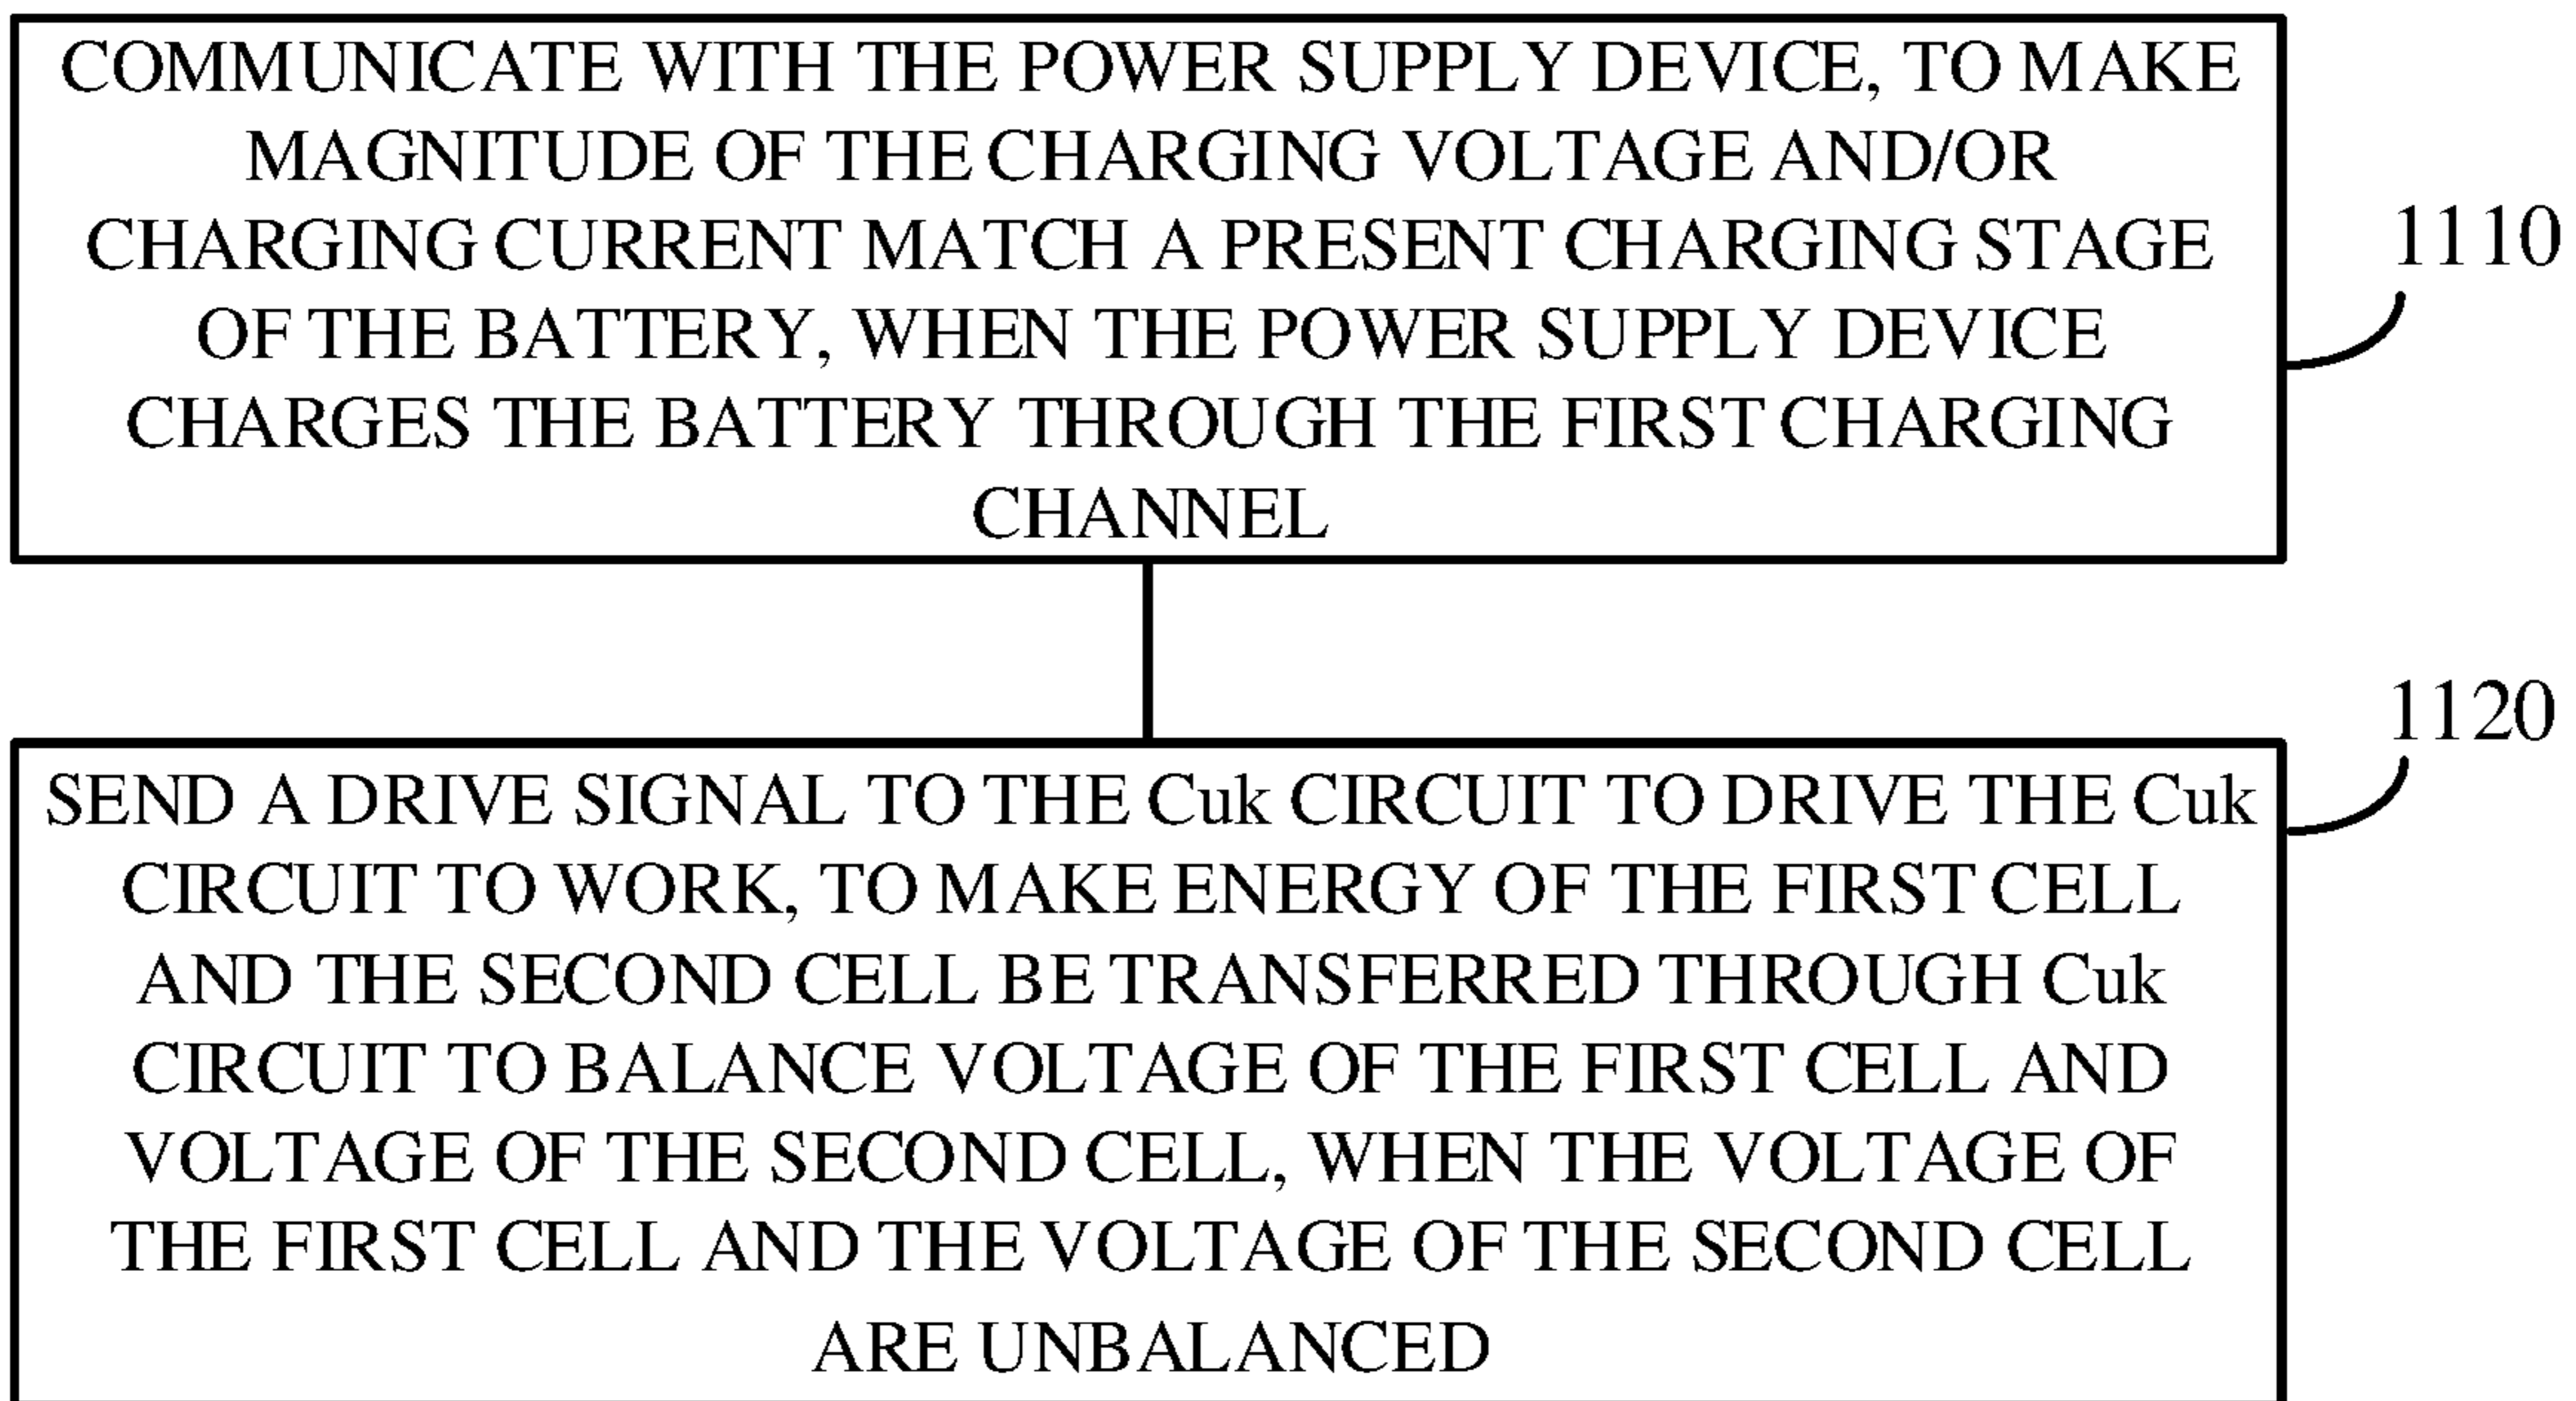 COMMUNICATE WITH THE POWER SUPPLY DEVICE, TO MAKE
MAGNITUDE OF THE CHARGING VOLTAGE AND/OR
CHARGING CURRENT MATCH A PRESENT CHARGING STAGE
OF THE BATTERY, WHEN THE POWER SUPPLY DEVICE
CHARGES THE BATTERY THROUGH THE FIRST CHARGING
CHANNEL
1110
1120
SEND A DRIVE SIGNAL TO THE Cuk CIRCUIT TO DRIVE THE Cuk
CIRCUIT TO WORK, TO MAKE ENERGY OF THE FIRST CELL
AND THE SECOND CELL BE TRANSFERRED THROUGH Cuk
CIRCUIT TO BALANCE VOLTAGE OF THE FIRST CELL AND
VOLTAGE OF THE SECOND CELL, WHEN THE VOLTAGE OF
THE FIRST CELL AND THE VOLTAGE OF THE SECOND CELL
ARE UNBALANCED